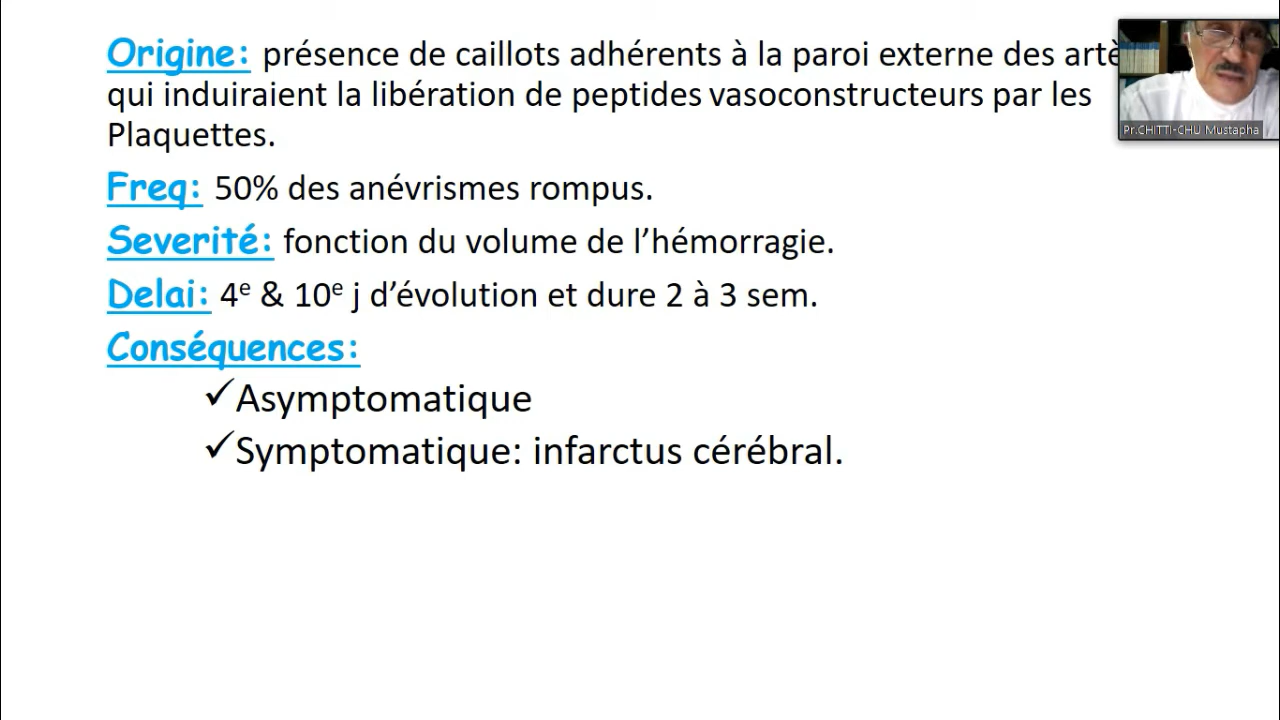 Origine: présence de caillots adhérents à la paroi externe des artè
qui induiraient la libération de peptides vasoconstructeurs par les
Plaquettes.
Pr.CHITTI-CHU Mustapha
Freq: 50% des anévrismes rompus.
Severité: fonction du volume de l’hémorragie.
Delai: 4e & 10e j d’évolution et dure 2 à 3 sem.
Conséquences:
✓Asymptomatique
✓Symptomatique: infarctus cérébral.